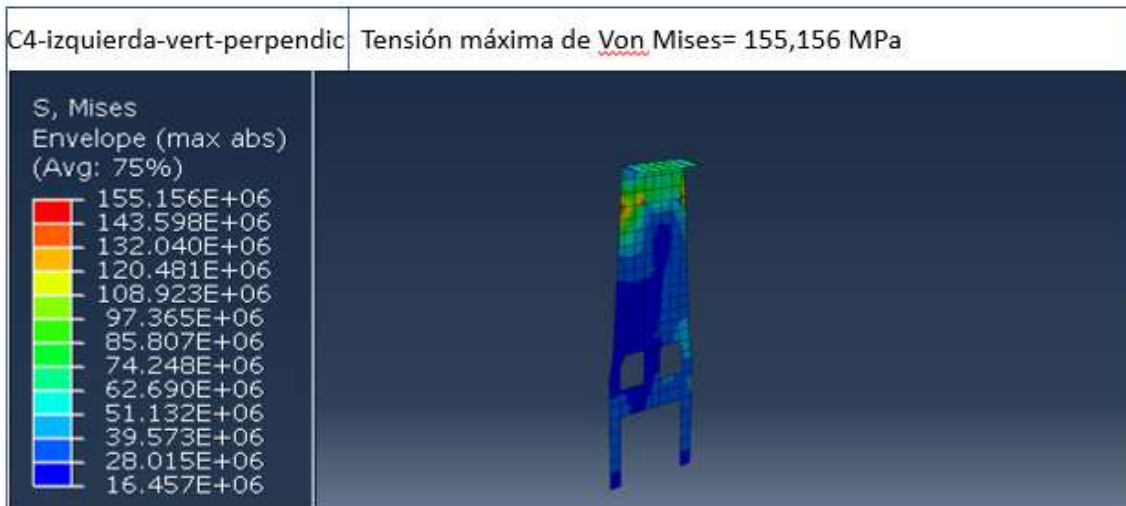 C4-izquierda-vert-perpendic
Tensión máxima de Von Mises= 155,156 MPa
S, Mises
Envelope (max abs)
(Avg: 75%)
155.156E+06
143.598E+06
132.040E+06
120.481E+06
108.923E+06
97.365E+06
85.807E+06
74.248E+06
62.690E+06
51.132E+06
39.573E+06
28.015E+06
16.457E+06